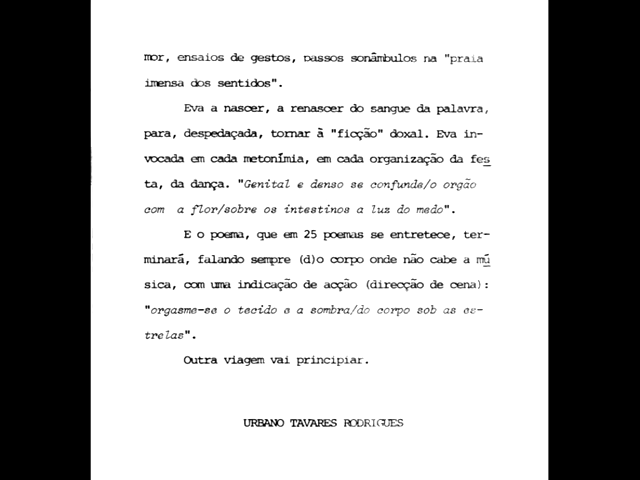 mor, ensaios de gestos, passos sonâmbulos na "praia
imensa dos sentidos".
Eva a nascer, a renascer do sangue da palavra,
para, despedaçada, tornar à "ficção" doxal. Eva in-
vocada em cada metonímia, em cada organização da fes
ta, da dança. "Genital e denso se confunde/o orgão
com a flor/sobre os intestinos a luz do medo".
E o poema, que em 25 poemas se entretece, ter-
minará, falando sempre (d)o corpo onde não cabe a mú
sica, com uma indicação de acção (direcção de cena):
"orgasme-se o tecido e a sombra/do corpo sob as es-
trelas".
Outra viagem vai principiar.
URBANO TAVARES RODRIGUES